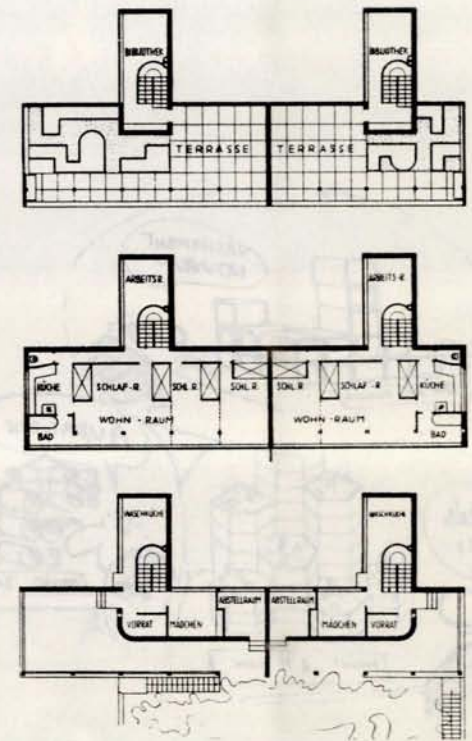 BIBLIOTHEK BIBLIOTHEK
TERRASSE TERRASSE
ARBEITS-R. ARBEITS-R.
KÜCHE SCHLAF-R. SCHL.R. SCHL.R. SCHL.R. SCHLAF-R. KÜCHE
WOHN-RAUM WOHN-RAUM
BAD BAD
WASCHKÜCHE WASCHKÜCHE
ABSTELLRAUM ABSTELLRAUM
VORRAT MÄDCHEN MÄDCHEN VORRAT